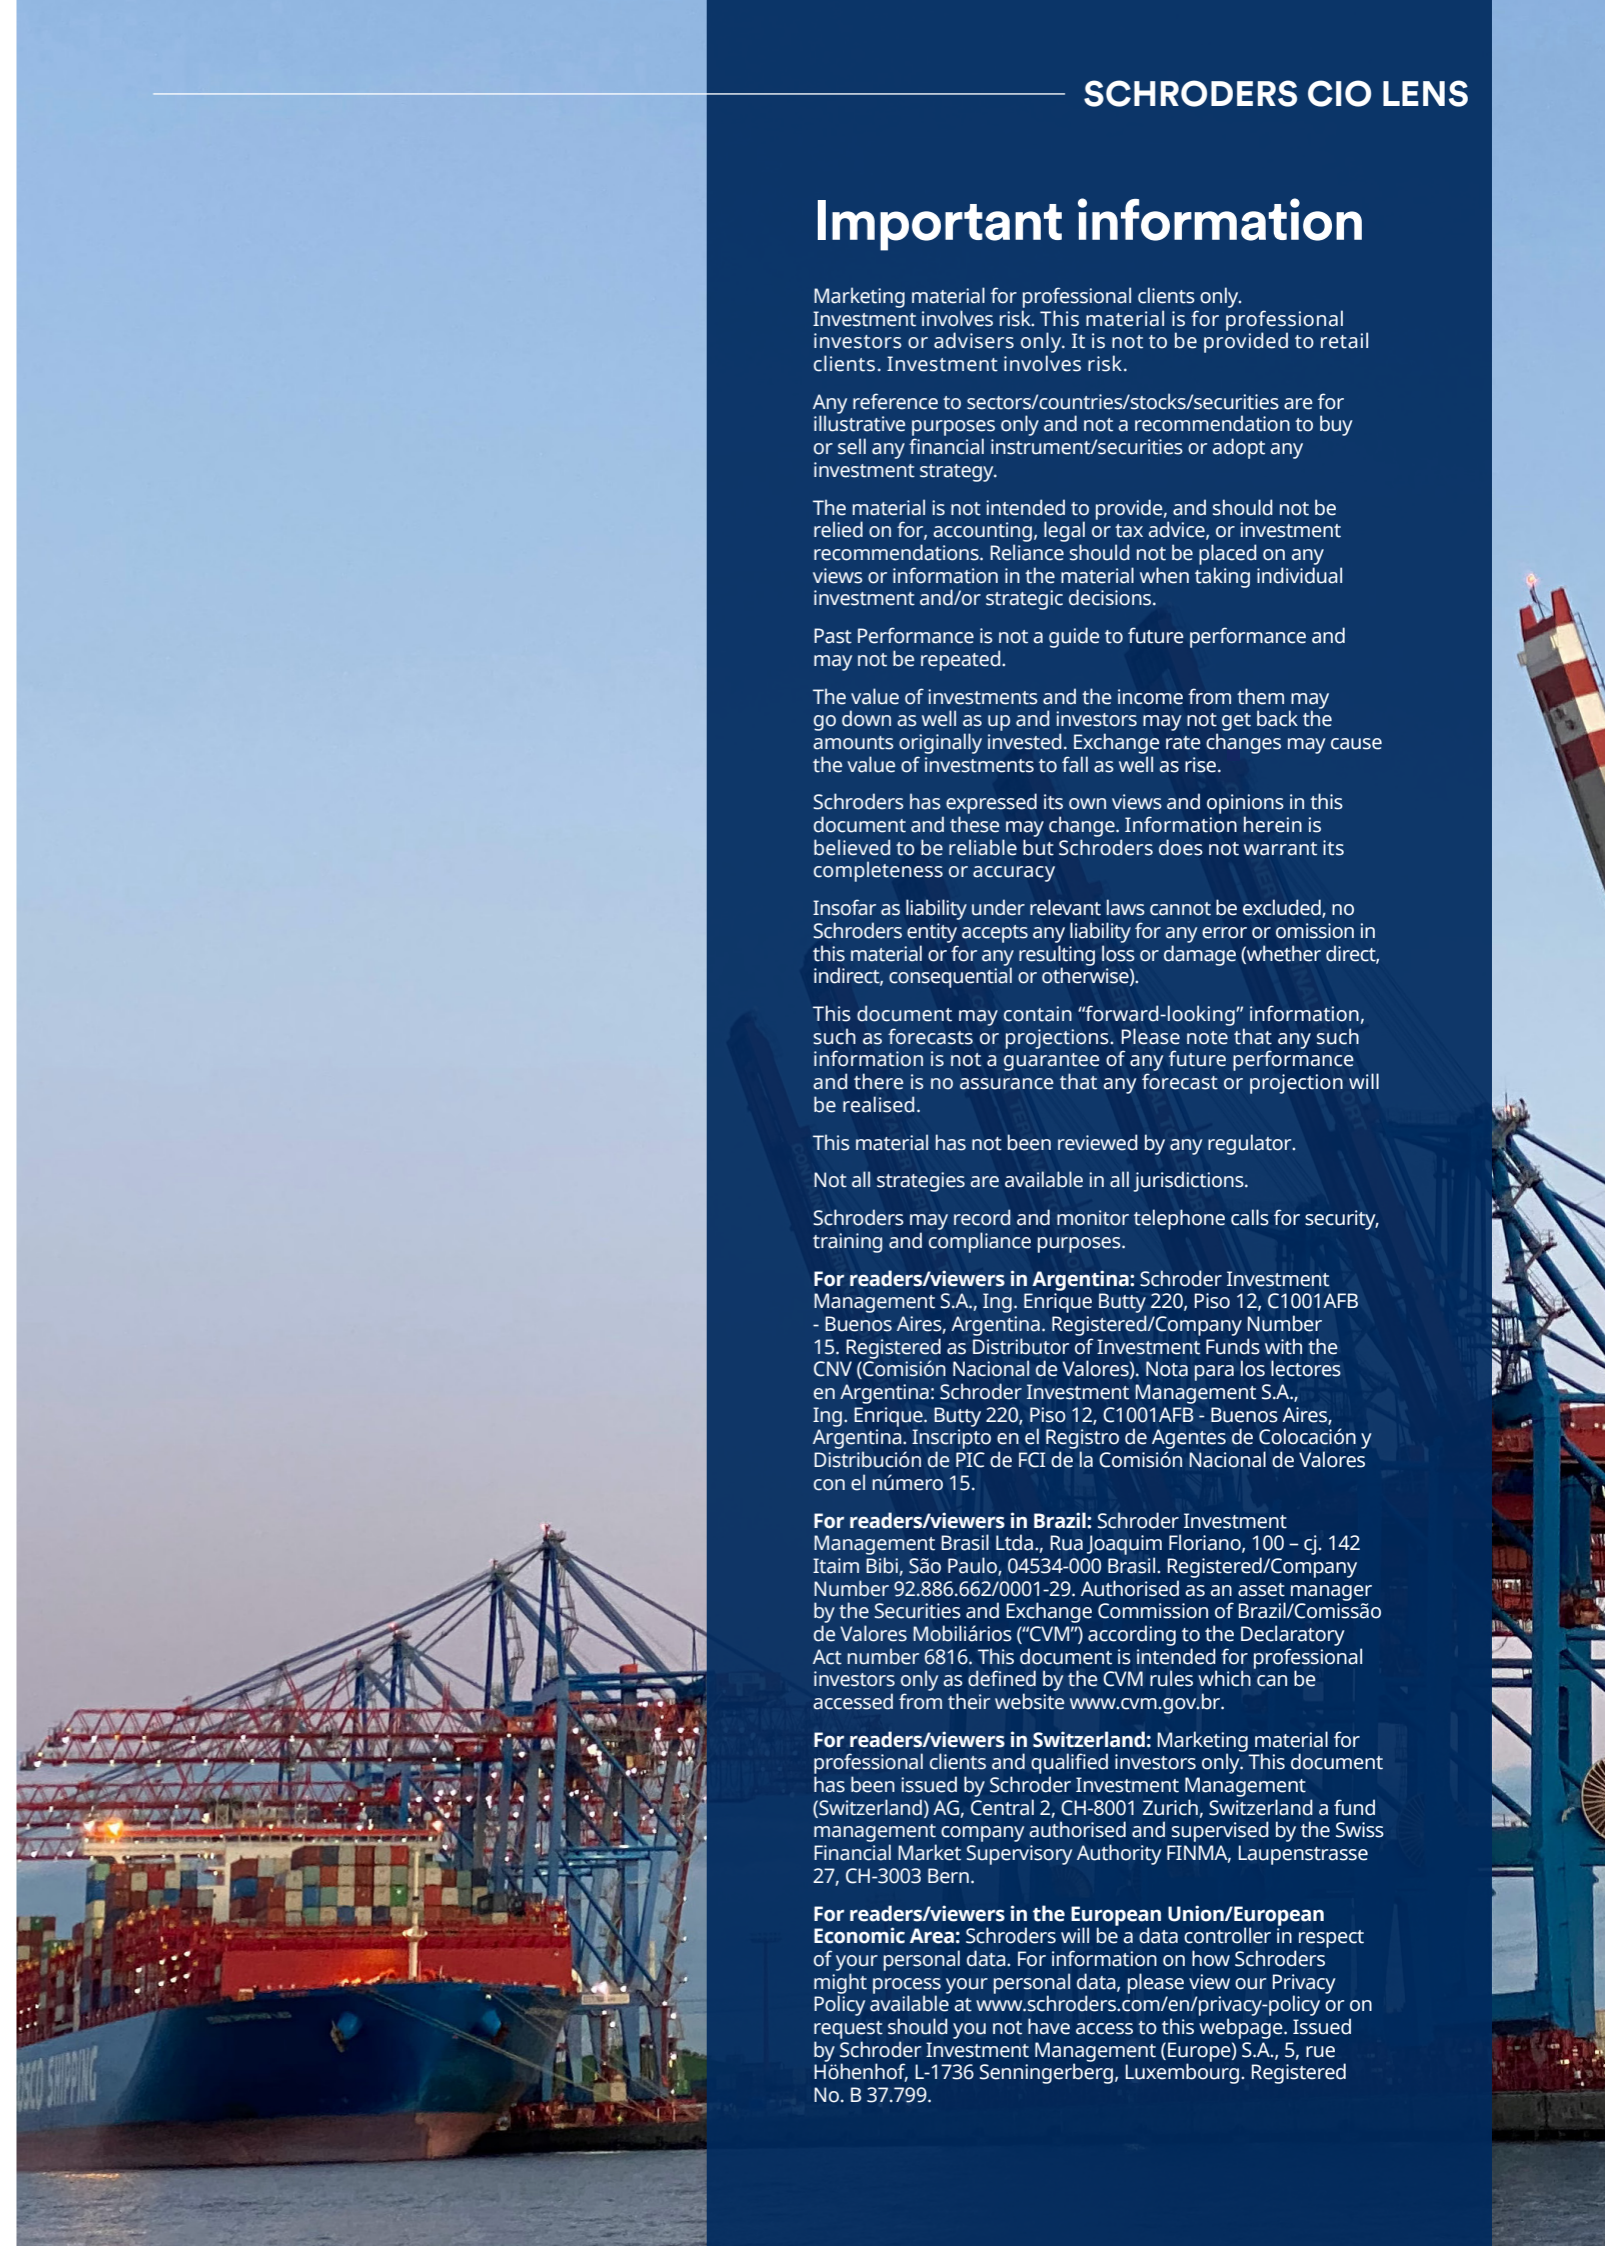 SCHRODERS CIO LENS
Important information
Marketing material for professional clients only.
Investment involves risk. This material is for professional
investors or advisers only. It is not to be provided to retail
clients. Investment involves risk.
Any reference to sectors/countries/stocks/securities are for
illustrative purposes only and not a recommendation to buy
or sell any financial instrument/securities or adopt any
investment strategy.
The material is not intended to provide, and should not be
relied on for, accounting, legal or tax advice, or investment
recommendations. Reliance should not be placed on any
views or information in the material when taking individual
investment and/or strategic decisions.
Past Performance is not a guide to future performance and
may not be repeated.
The value of investments and the income from them may
go down as well as up and investors may not get back the
amounts originally invested. Exchange rate changes may cause
the value of investments to fall as well as rise.
Schroders has expressed its own views and opinions in this
document and these may change. Information herein is
believed to be reliable but Schroders does not warrant its
completeness or accuracy
Insofar as liability under relevant laws cannot be excluded, no
Schroders entity accepts any liability for any error or omission in
this material or for any resulting loss or damage (whether direct,
indirect, consequential or otherwise).
This document may contain “forward-looking” information,
such as forecasts or projections. Please note that any such
information is not a guarantee of any future performance
and there is no assurance that any forecast or projection will
be realised.
This material has not been reviewed by any regulator.
Not all strategies are available in all jurisdictions.
Schroders may record and monitor telephone calls for security,
training and compliance purposes.
For readers/viewers in Argentina: Schroder Investment
Management S.A., Ing. Enrique Butty 220, Piso 12, C1001AFB
- Buenos Aires, Argentina. Registered/Company Number
15. Registered as Distributor of Investment Funds with the
CNV (Comisión Nacional de Valores). Nota para los lectores
en Argentina: Schroder Investment Management S.A.,
Ing. Enrique. Butty 220, Piso 12, C1001AFB - Buenos Aires,
Argentina. Inscripto en el Registro de Agentes de Colocación y
Distribución de PIC de FCI de la Comisión Nacional de Valores
con el número 15.
For readers/viewers in Brazil: Schroder Investment
Management Brasil Ltda., Rua Joaquim Floriano, 100 – cj. 142
Itaim Bibi, São Paulo, 04534-000 Brasil. Registered/Company
Number 92.886.662/0001-29. Authorised as an asset manager
by the Securities and Exchange Commission of Brazil/Comissão
de Valores Mobiliários (“CVM”) according to the Declaratory
Act number 6816. This document is intended for professional
investors only as defined by the CVM rules which can be
accessed from their website www.cvm.gov.br.
For readers/viewers in Switzerland: Marketing material for
professional clients and qualified investors only. This document
has been issued by Schroder Investment Management
(Switzerland) AG, Central 2, CH-8001 Zurich, Switzerland a fund
management company authorised and supervised by the Swiss
Financial Market Supervisory Authority FINMA, Laupenstrasse
27, CH-3003 Bern.
For readers/viewers in the European Union/European
Economic Area: Schroders will be a data controller in respect
of your personal data. For information on how Schroders
might process your personal data, please view our Privacy
Policy available at www.schroders.com/en/privacy-policy or on
request should you not have access to this webpage. Issued
by Schroder Investment Management (Europe) S.A., 5, rue
Höhenhof, L-1736 Senningerberg, Luxembourg. Registered
No. B 37.799.
SHIPPING